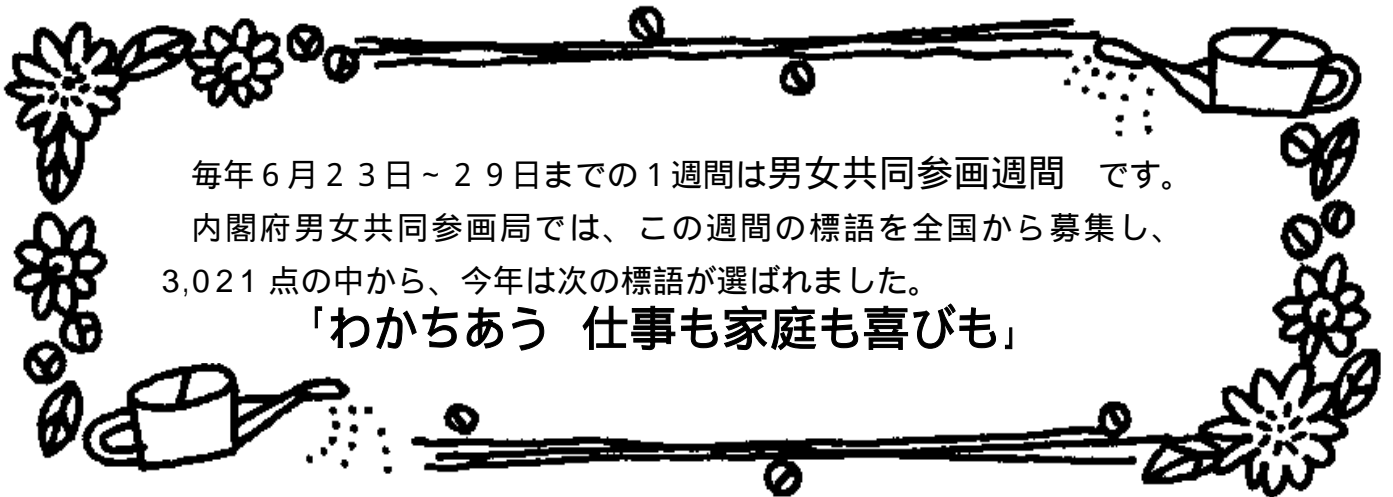 毎年6月23日~29日までの1週間は男女共同参画週間　です。
内閣府男女共同参画局では、この週間の標語を全国から募集し、
3,021点の中から、今年は次の標語が選ばれました。
「わかちあう　仕事も家庭も喜びも」